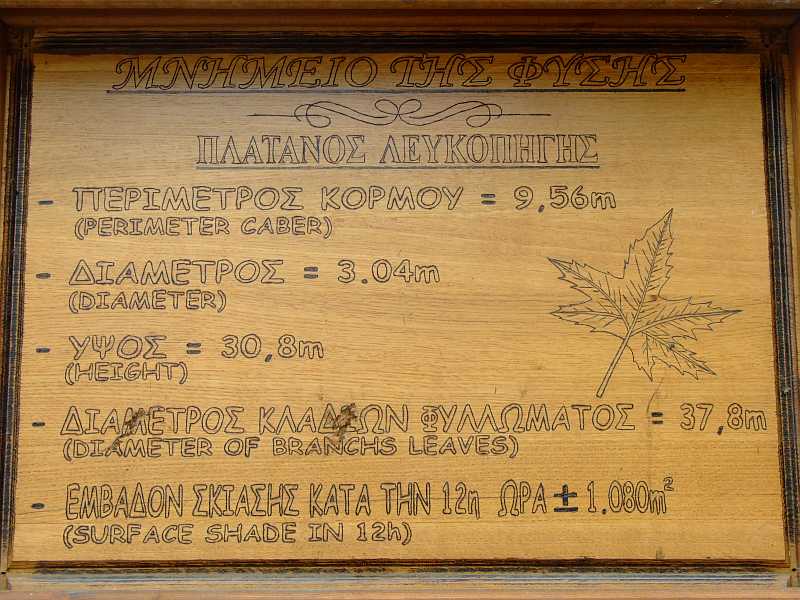 ΜΝΗΜΕΙΟ ΤΗΣ ΦΥΣΗΣ
ΠΛΑΤΑΝΟΣ ΛΕΥΚΟΠΗΓΗΣ
- ΠΕΡΙΜΕΤΡΟΣ ΚΟΡΜΟΥ = 9,56m
(PERIMETER CABER)
- ΔΙΑΜΕΤΡΟΣ = 3.04m
(DIAMETER)
- ΥΨΟΣ = 30,8m
(HEIGHT)
- ΔΙΑΜΕΤΡΟΣ ΚΛΑΔΙΩΝ ΦΥΛΛΩΜΑΤΟΣ = 37,8m
(DIAMETER OF BRANCHS LEAVES)
- ΕΜΒΑΔΟΝ ΣΚΙΑΣΗΣ ΚΑΤΑ ΤΗΝ 12η ΩΡΑ ± 1.080m²
(SURFACE SHADE IN 12h)